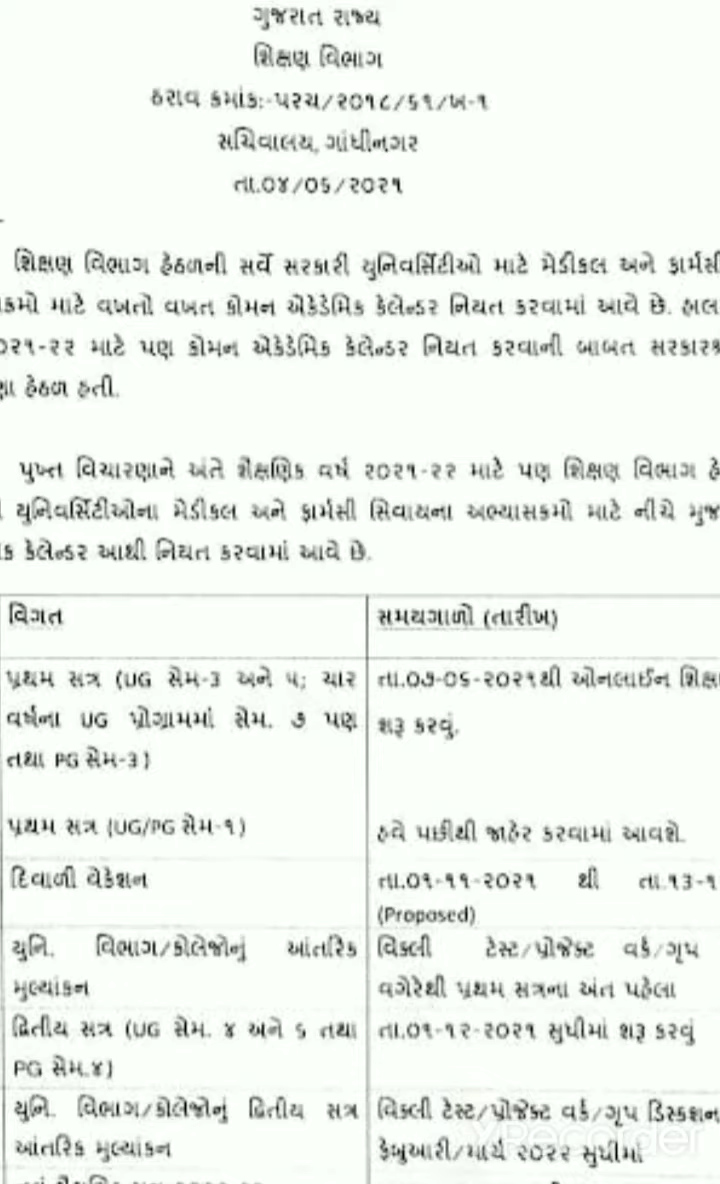 ગુજરાત રાજ્ય
શિક્ષણ વિભાગ
ઠરાવ ક્રમાંક:-પરચ/૨૦૧૮/૬૧/ખ-૧
સચિવાલય, ગાંધીનગર
તા.૦૪/૦૬/૨૦૨૧
શિક્ષણ વિભાગ હેઠળની સર્વે સરકારી યુનિવર્સિટીઓ માટે મેડીકલ અને ફાર્મસી
ક્રમો માટે વખતો વખત કોમન એકેડેમિક કેલેન્ડર નિયત કરવામાં આવે છે. હાલ
૦૨૧-૨૨ માટે પણ કોમન એકેડેમિક કેલેન્ડર નિયત કરવાની બાબત સરકારશ્ર
ણા હેઠળ હતી.
પુખ્ત વિચારણાને અંતે શૈક્ષણિક વર્ષ ૨૦૨૧-૨૨ માટે પણ શિક્ષણ વિભાગ હે
યુનિવર્સિટીઓના મેડીકલ અને ફાર્મસી સિવાયના અભ્યાસક્રમો માટે નીચે મુજ
ક કેલેન્ડર આથી નિયત કરવામાં આવે છે.
વિગત
સમયગાળો (તારીખ)
પ્રથમ સત્ર (UG સેમ-૩ અને ૫; ચાર
વર્ષના UG પ્રોગ્રામમાં સેમ. ૭ પણ
તથા PG સેમ-૩)
તા.૦૭-૦૬-૨૦૨૧થી ઓનલાઈન શિક્ષ
શરૂ કરવું.
પ્રથમ સત્ર (UG/PG સેમ-૧)
હવે પછીથી જાહેર કરવામાં આવશે.
દિવાળી વેકેશન
તા.૦૧-૧૧-૨૦૨૧ થી તા.૧૩-૧
(Proposed)
યુનિ. વિભાગ/કોલેજોનું આંતરિક
મુલ્યાંકન
વિકલી ટેસ્ટ/પ્રોજેક્ટ વર્ક/ગૃપ
વગેરેથી પ્રથમ સત્રના અંત પહેલા
દ્વિતીય સત્ર (UG સેમ. ૪ અને ૬ તથા
PG સેમ.૪)
તા.૦૧-૧૨-૨૦૨૧ સુધીમાં શરૂ કરવું
યુનિ. વિભાગ/કોલેજોનું દ્વિતીય સત્ર
આંતરિક મુલ્યાંકન
વિકલી ટેસ્ટ/પ્રોજેક્ટ વર્ક/ગૃપ ડિસ્કશન
ફેબ્રુઆરી/માર્ચ ૨૦૨૨ સુધીમાં
XRecorder